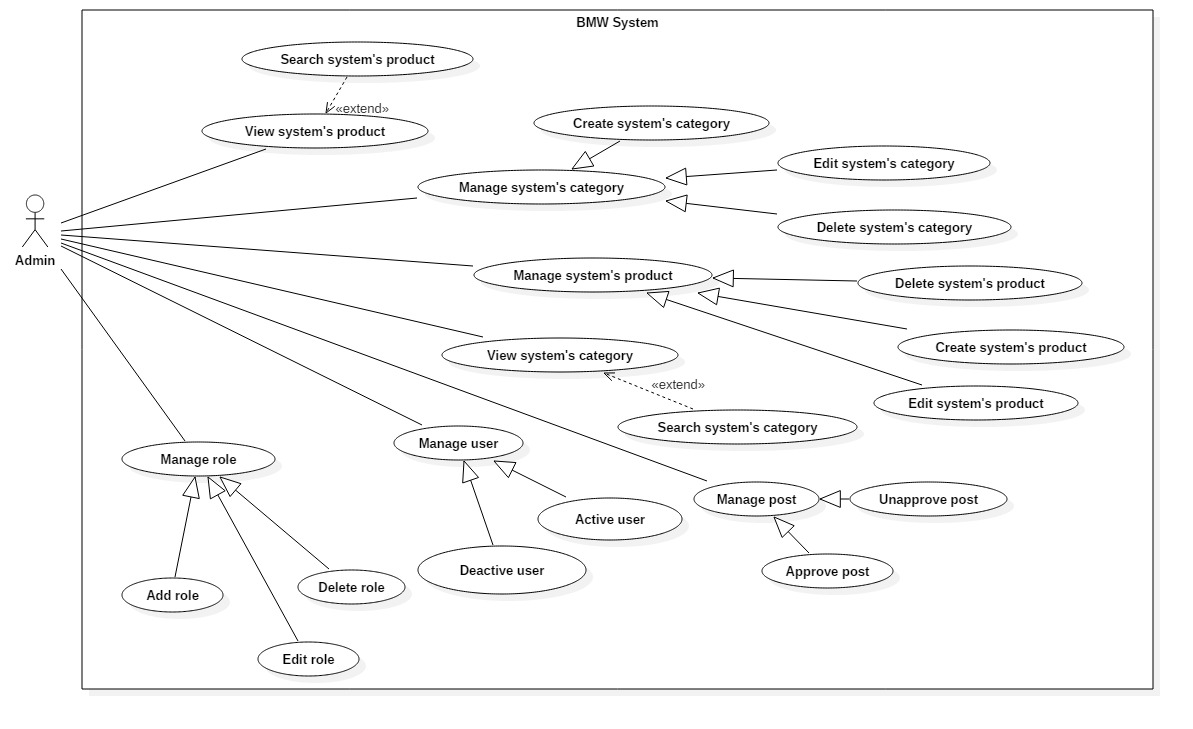 BMW System
Search system's product
«extend»
View system's product
Create system's category
Edit system's category
Manage system's category
Delete system's category
Admin
Manage system's product
Delete system's product
Create system's product
View system's category
«extend»
Edit system's product
Search system's category
Manage user
Manage role
Manage post
Unapprove post
Active user
Deactive user
Approve post
Delete role
Add role
Edit role